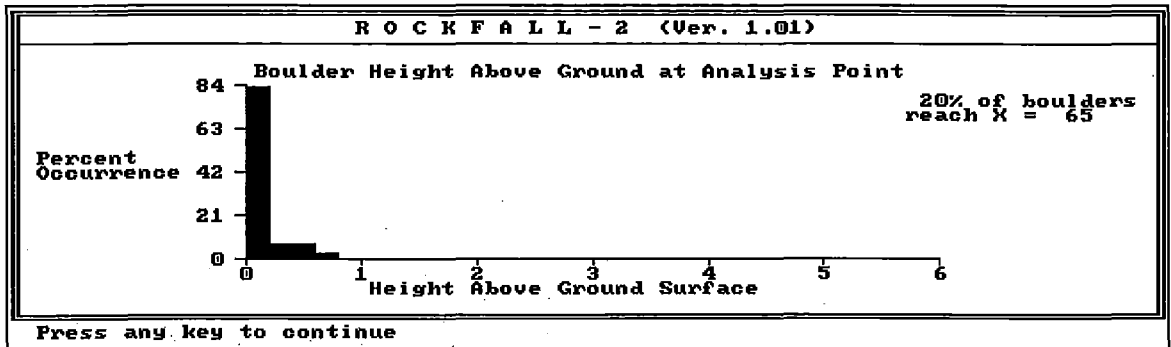 R O C K F A L L - 2 (Ver. 1.01)
Boulder Height Above Ground at Analysis Point
20% of boulders
reach X = 65
84
63
Percent
Occurrence
42
21
0
0 1 2 3 4 5 6
Height Above Ground Surface
Press any key to continue